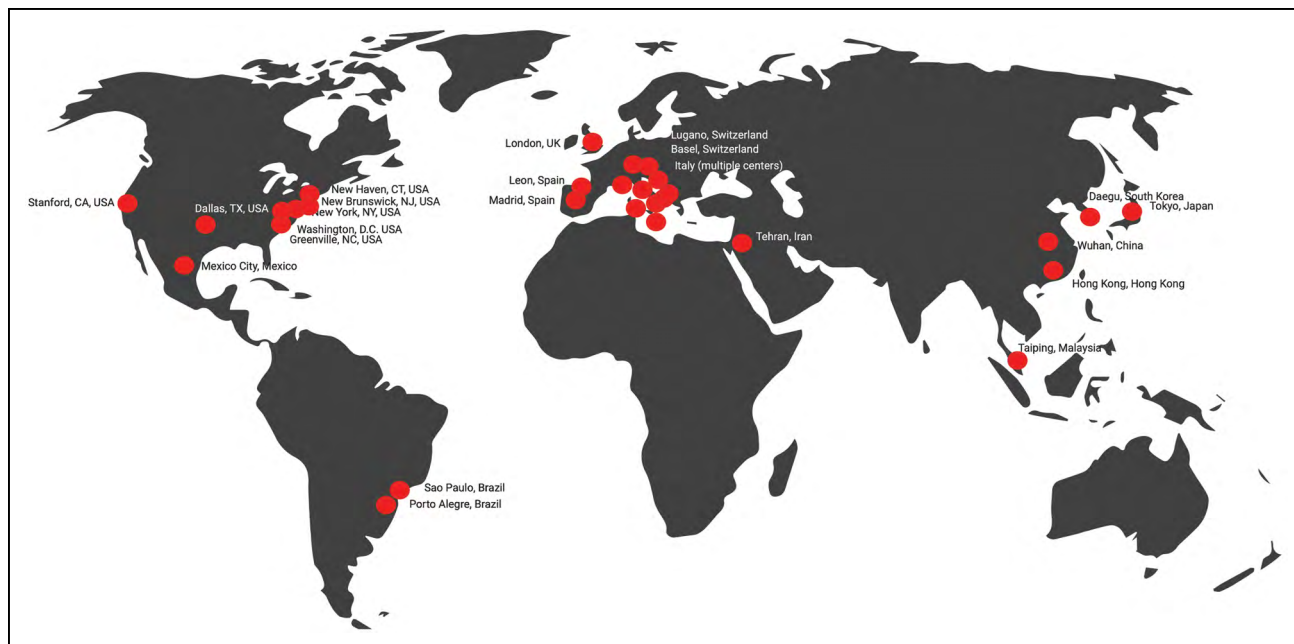 Lugano, Switzerland
London, UK
Basel, Switzerland
Italy (multiple centers)
Leon, Spain
New Haven, CT, USA
Madrid, Spain
Daegu, South Korea
Stanford, CA, USA
New Brunswick, NJ, USA
Dallas, TX, USA
Tokyo, Japan
New York, NY, USA
Washington, D.C. USA
Tehran, Iran
Greenville, NC, USA
Wuhan, China
Mexico City, Mexico
Hong Kong, Hong Kong
Taiping, Malaysia
Sao Paulo, Brazil
Porto Alegre, Brazil